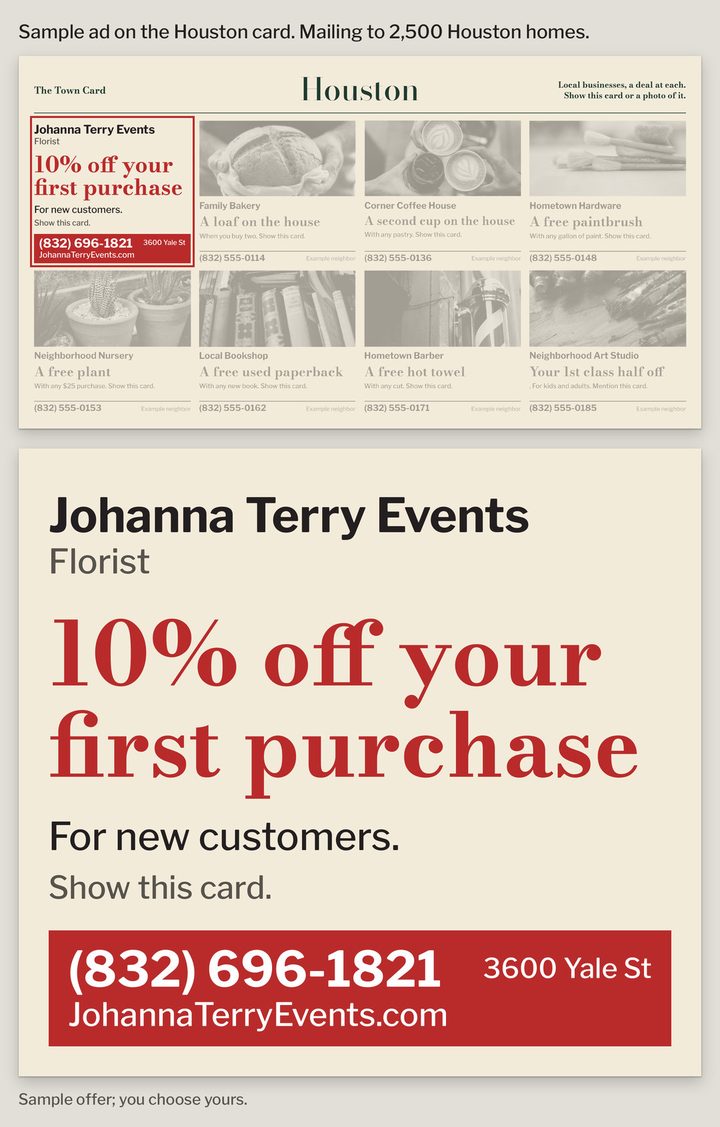 Sample ad on the Houston card. Mailing to 2,500 Houston homes.
The Town Card
Houston
Local businesses, a deal at each.
Show this card or a photo of it.
Johanna Terry Events
Florist
10% off your
first purchase
For new customers.
Show this card.
(832) 696-1821 3600 Yale St
JohannaTerryEvents.com
Family Bakery
A loaf on the house
When you buy two. Show this card.
(832) 555-0114 Example neighbor
Corner Coffee House
A second cup on the house
With any pastry. Show this card.
(832) 555-0136 Example neighbor
Hometown Hardware
A free paintbrush
With any gallon of paint. Show this card.
(832) 555-0148 Example neighbor
Neighborhood Nursery
A free plant
With any $25 purchase. Show this card.
(832) 555-0153 Example neighbor
Local Bookshop
A free used paperback
With any new book. Show this card.
(832) 555-0162 Example neighbor
Hometown Barber
A free hot towel
With any cut. Show this card.
(832) 555-0171 Example neighbor
Neighborhood Art Studio
Your 1st class half off
For kids and adults. Mention this card.
(832) 555-0185 Example neighbor
Johanna Terry Events
Florist
10% off your
first purchase
For new customers.
Show this card.
(832) 696-1821 3600 Yale St
JohannaTerryEvents.com
Sample offer; you choose yours.